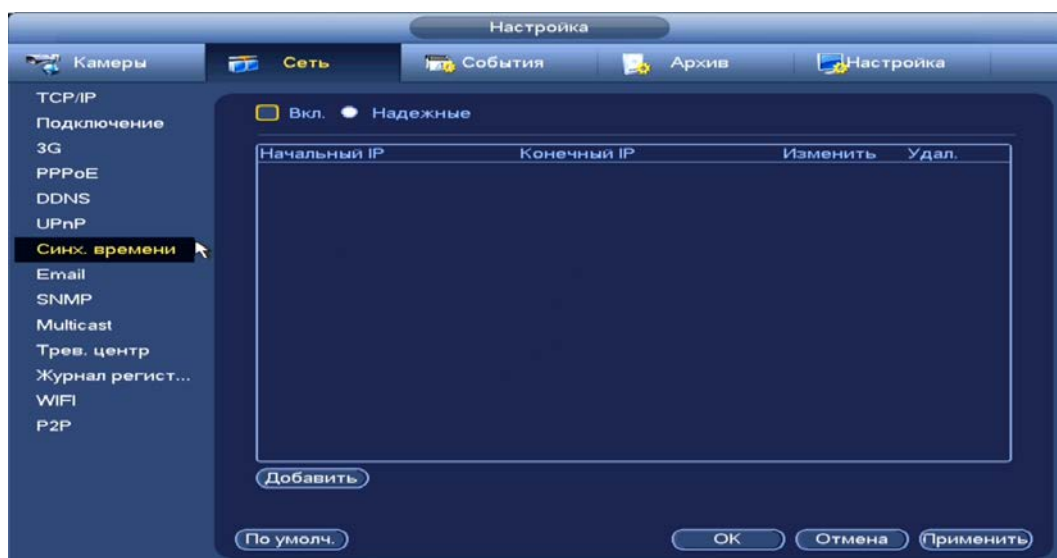 Настройка
Камеры Сеть События Архив Настройка
TCP/IP
Подключение
3G
PPPoE
DDNS
UPnP
Синх. времени
Email
SNMP
Multicast
Трев. центр
Журнал регист...
WIFI
P2P
Вкл. Надежные
Начальный IP Конечный IP Изменить Удал.
Добавить
По умолч. OK Отмена Применить